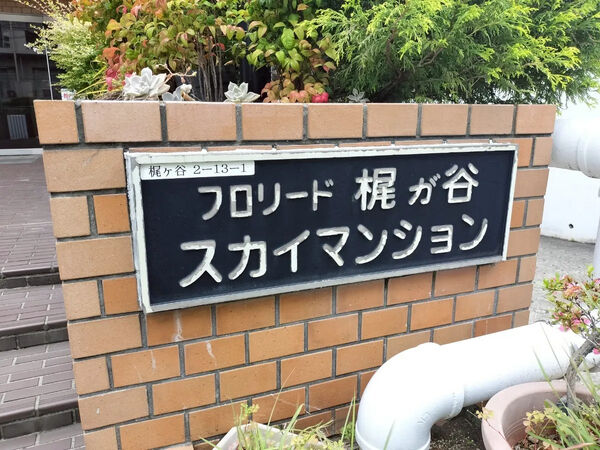 梶ヶ谷 2-13-1
フロリード 梶が谷
スカイマンション